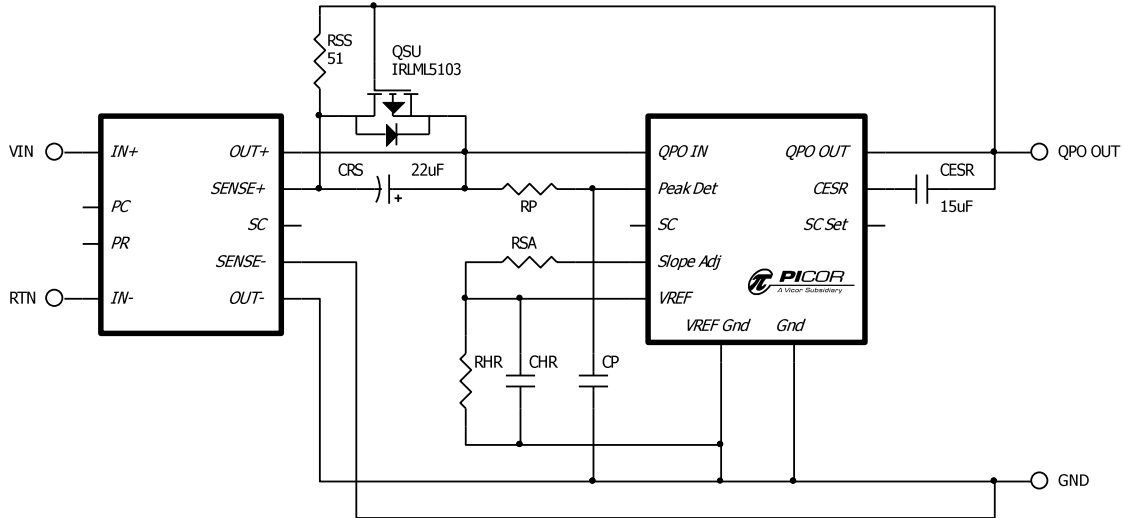 RSS
51
QSU
IRLML5103
VIN
IN+
OUT+
CRS
22uF
QPO IN
QPO OUT
QPO OUT
SENSE+
+
RP
Peak Det
CESR
CESR
15uF
PC
SC
SC
SC Set
PR
RSA
SENSE-
Slope Adj
PICOR
A Vicor Subsidiary
RTN
IN-
OUT-
VREF
VREF Gnd
Gnd
RHR
CHR
CP
GND